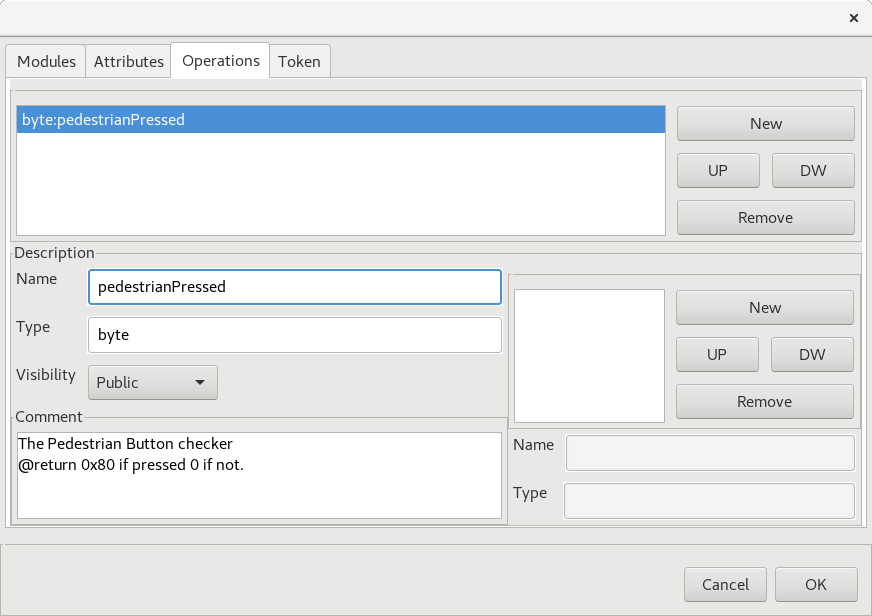 ×
Modules Attributes Operations Token
byte:pedestrianPressed
New
UP DW
Remove
Description
Name pedestrianPressed
Type byte
Visibility Public
New
UP DW
Remove
Comment
The Pedestrian Button checker
@return 0x80 if pressed 0 if not.
Name
Type
Cancel OK